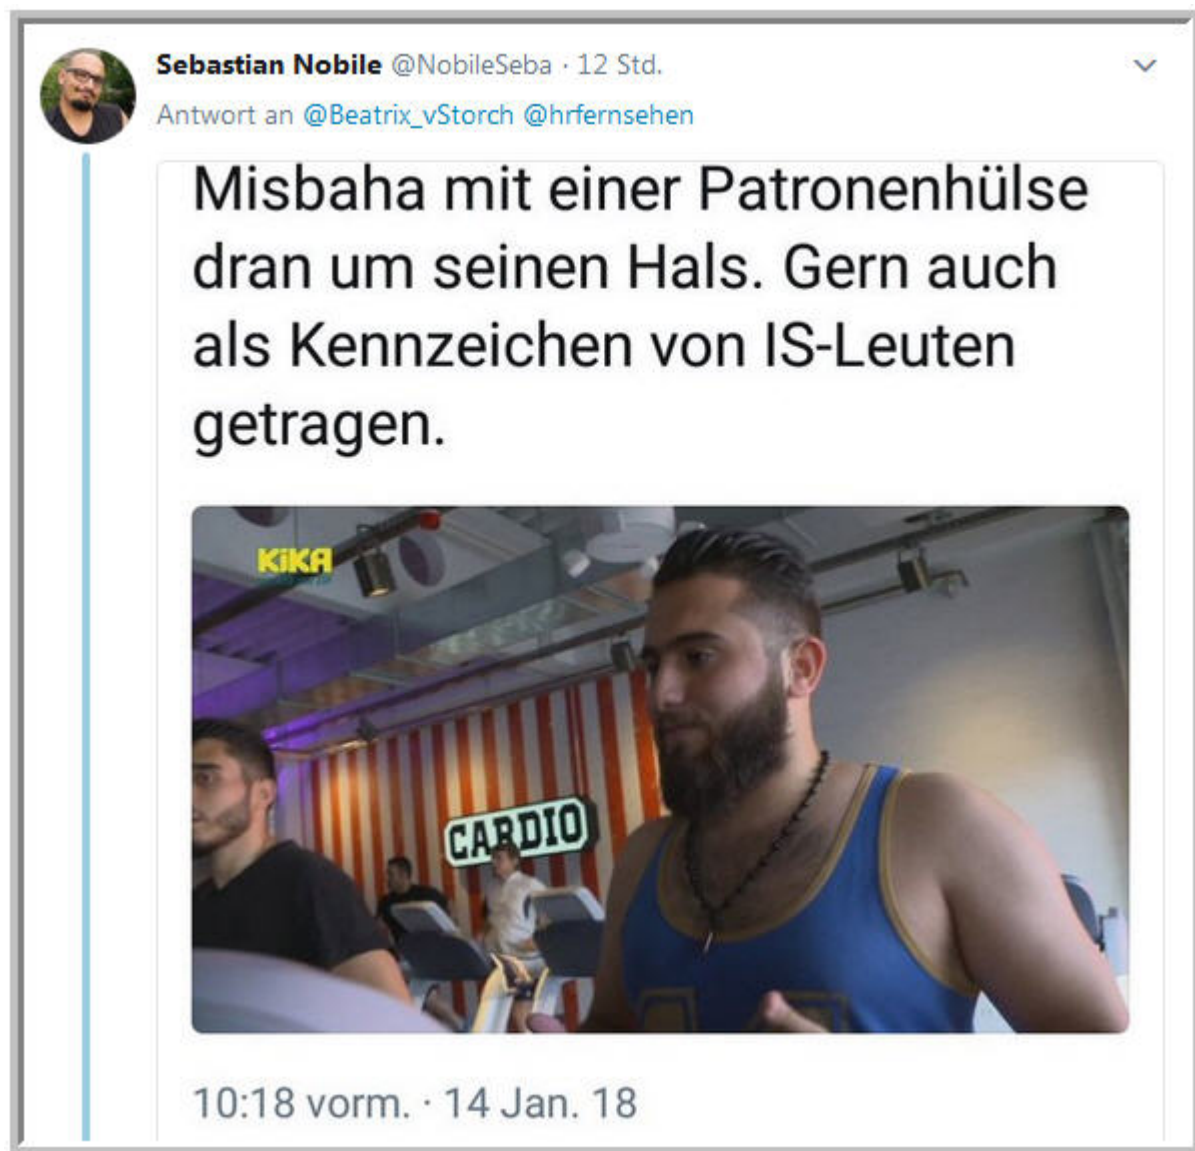 Sebastian Nobile @NobileSeba · 12 Std.
Antwort an @Beatrix_vStorch @hrfernsehen
Misbaha mit einer Patronenhülse
dran um seinen Hals. Gern auch
als Kennzeichen von IS-Leuten
getragen.
KiKA
CARDIO
10:18 vorm. · 14 Jan. 18